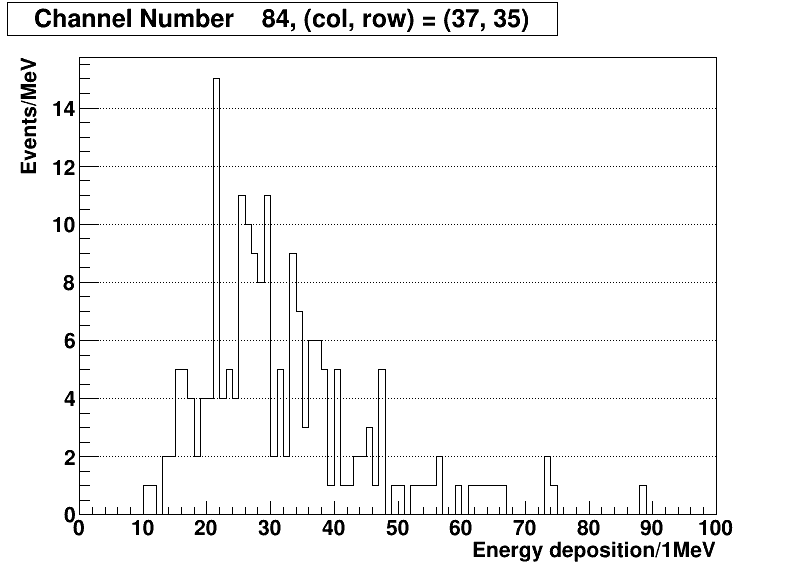 Channel Number 84, (col, row) = (37, 35)
Events/MeV
14
12
10
8
6
4
2
0
0 10 20 30 40 50 60 70 80 90 100
Energy deposition/1MeV